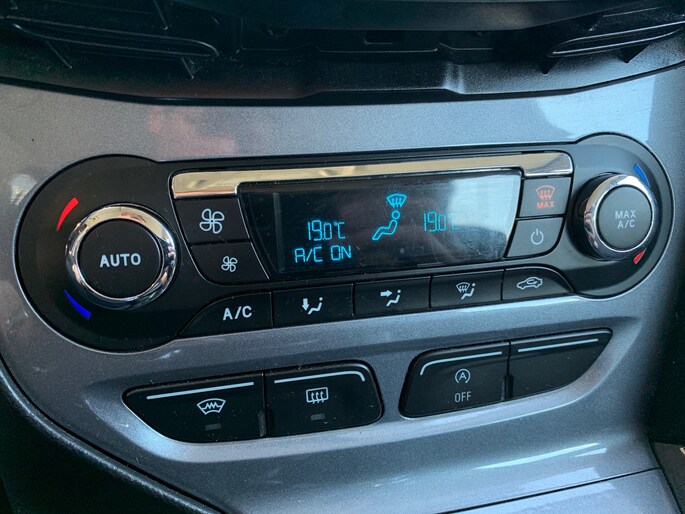 MAX
19.0°C 19.0°C
A/C ON
AUTO
MAX
A/C
A/C
A
OFF